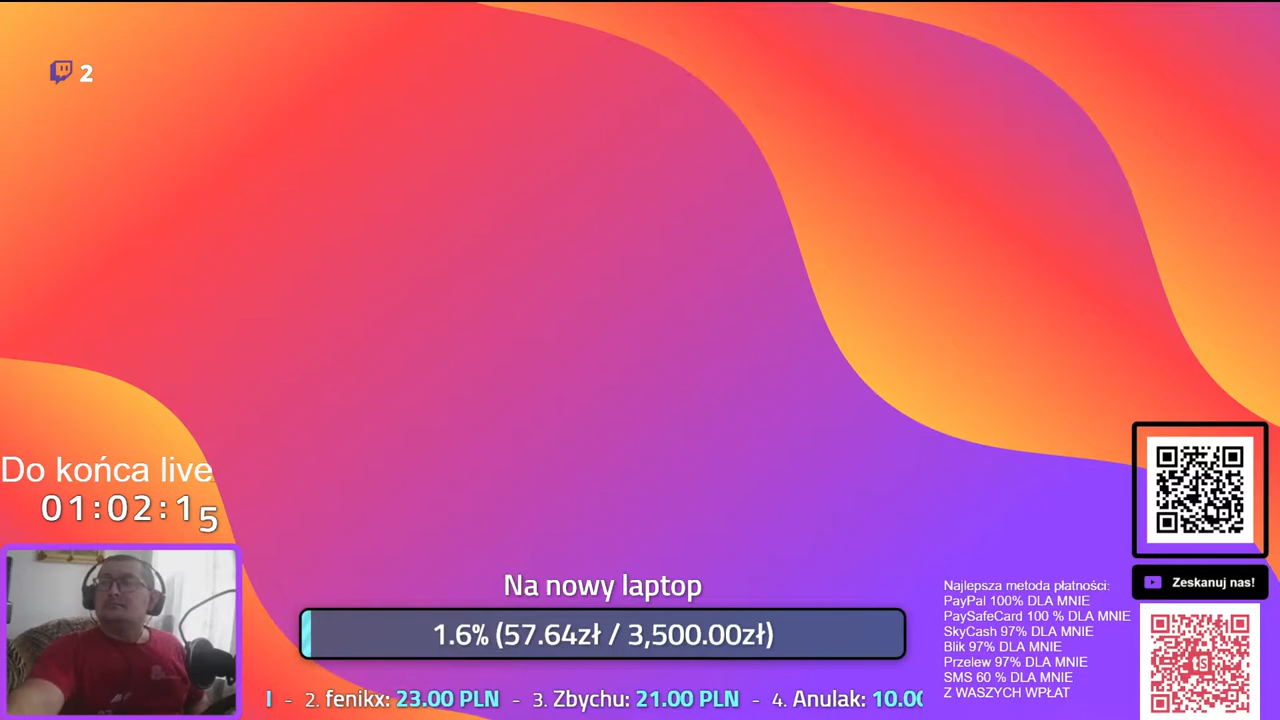 2
Do końca live
01:02:15
Na nowy laptop
1.6% (57.64zł / 3,500.00zł)
- 2. fenikx: 23.00 PLN - 3. Zbychu: 21.00 PLN - 4. Anulak: 10.00
Najlepsza metoda płatności:
PayPal 100% DLA MNIE
PaySafeCard 100 % DLA MNIE
SkyCash 97% DLA MNIE
Blik 97% DLA MNIE
Przelew 97% DLA MNIE
SMS 60 % DLA MNIE
Z WASZYCH WPŁAT
Zeskanuj nas!
tS